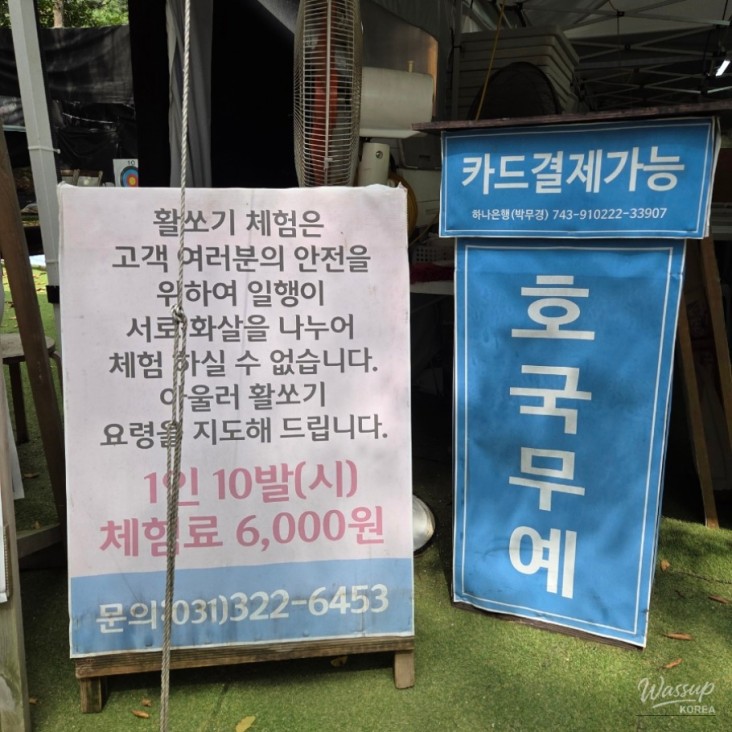 활쏘기 체험은
고객 여러분의 안전을
위하여 일행이
서로 화살을 나누어
체험 하실 수 없습니다.
아울러 활쏘기
요령을 지도해 드립니다.
1인 10발(시)
체험료 6,000원
문의:031)322-6453
카드결제가능
하나은행(박무경) 743-910222-33907
호국무예
Wassup
KOREA